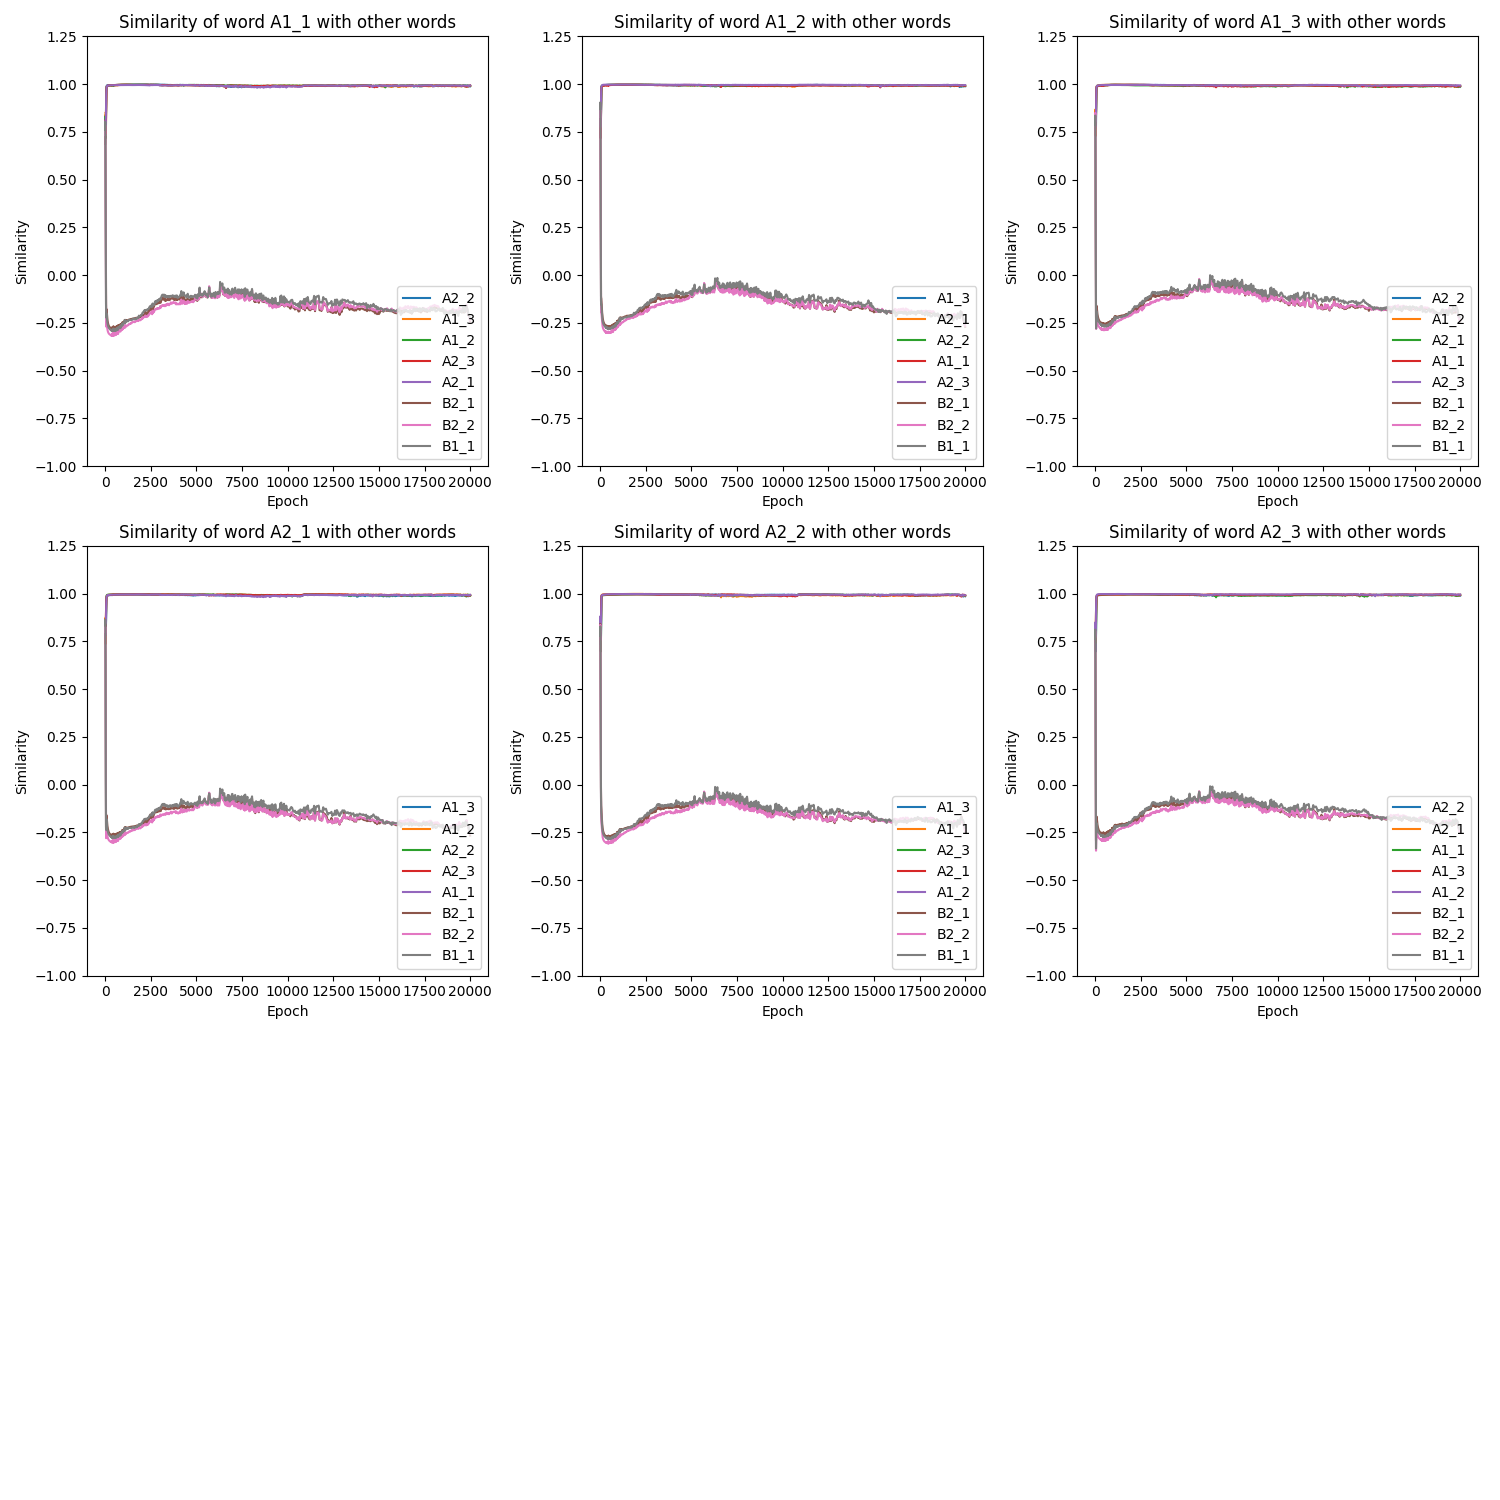 Similarity of word A1_1 with other words
1.25
1.00
0.75
0.50
0.25
0.00
−0.25
−0.50
−0.75
−1.00
Similarity
0 2500 5000 7500 10000 12500 15000 17500 20000
Epoch
A2_2
A1_3
A1_2
A2_3
A2_1
B2_1
B2_2
B1_1
Similarity of word A1_2 with other words
1.25
1.00
0.75
0.50
0.25
0.00
−0.25
−0.50
−0.75
−1.00
Similarity
0 2500 5000 7500 10000 12500 15000 17500 20000
Epoch
A1_3
A2_1
A2_2
A1_1
A2_3
B2_1
B2_2
B1_1
Similarity of word A1_3 with other words
1.25
1.00
0.75
0.50
0.25
0.00
−0.25
−0.50
−0.75
−1.00
Similarity
0 2500 5000 7500 10000 12500 15000 17500 20000
Epoch
A2_2
A1_2
A2_1
A1_1
A2_3
B2_1
B2_2
B1_1
Similarity of word A2_1 with other words
1.25
1.00
0.75
0.50
0.25
0.00
−0.25
−0.50
−0.75
−1.00
Similarity
0 2500 5000 7500 10000 12500 15000 17500 20000
Epoch
A1_3
A1_2
A2_2
A2_3
A1_1
B2_1
B2_2
B1_1
Similarity of word A2_2 with other words
1.25
1.00
0.75
0.50
0.25
0.00
−0.25
−0.50
−0.75
−1.00
Similarity
0 2500 5000 7500 10000 12500 15000 17500 20000
Epoch
A1_3
A1_1
A2_3
A2_1
A1_2
B2_1
B2_2
B1_1
Similarity of word A2_3 with other words
1.25
1.00
0.75
0.50
0.25
0.00
−0.25
−0.50
−0.75
−1.00
Similarity
0 2500 5000 7500 10000 12500 15000 17500 20000
Epoch
A2_2
A2_1
A1_1
A1_3
A1_2
B2_1
B2_2
B1_1